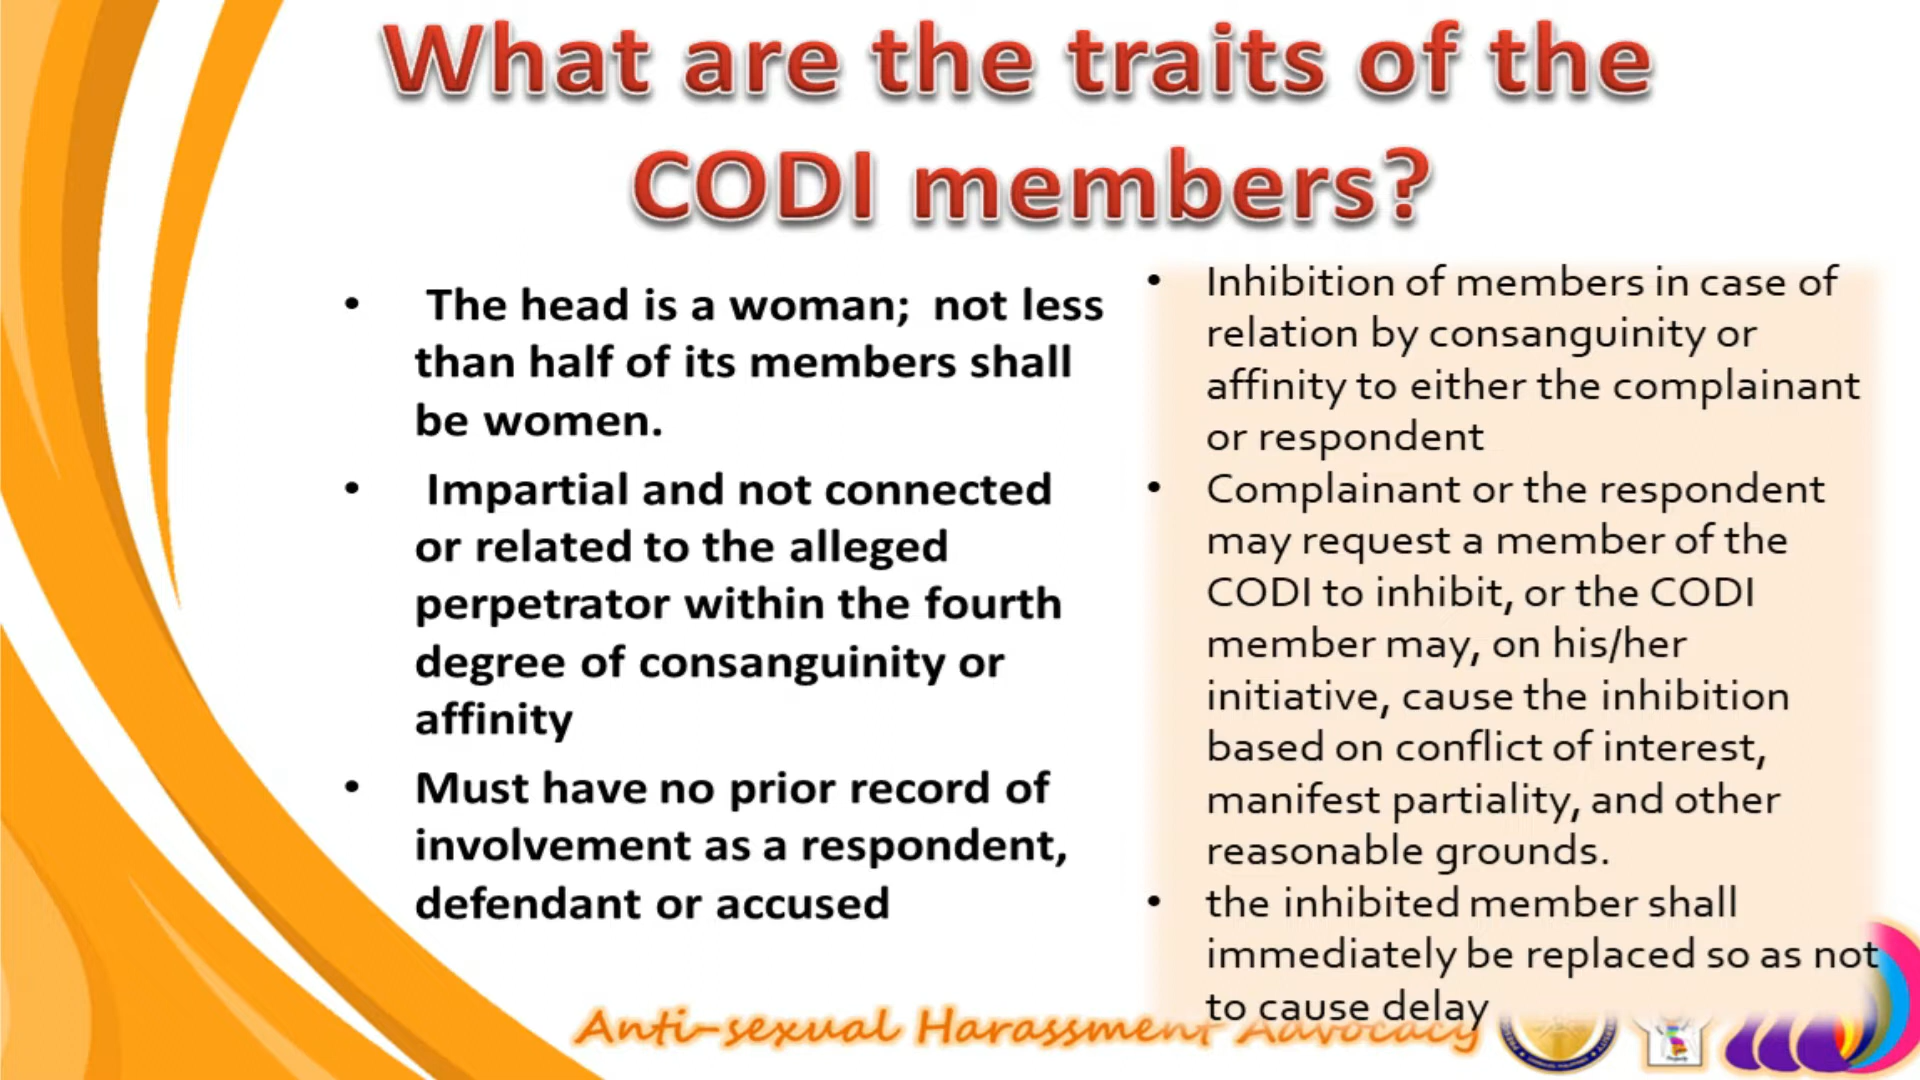 What are the traits of the
CODI members?
• The head is a woman; not less
than half of its members shall
be women.
• Impartial and not connected
or related to the alleged
perpetrator within the fourth
degree of consanguinity or
affinity
• Must have no prior record of
involvement as a respondent,
defendant or accused
• Inhibition of members in case of
relation by consanguinity or
affinity to either the complainant
or respondent
• Complainant or the respondent
may request a member of the
CODI to inhibit, or the CODI
member may, on his/her
initiative, cause the inhibition
based on conflict of interest,
manifest partiality, and other
reasonable grounds.
• the inhibited member shall
immediately be replaced so as not
to cause delay
Anti-sexual Harassment Advocacy